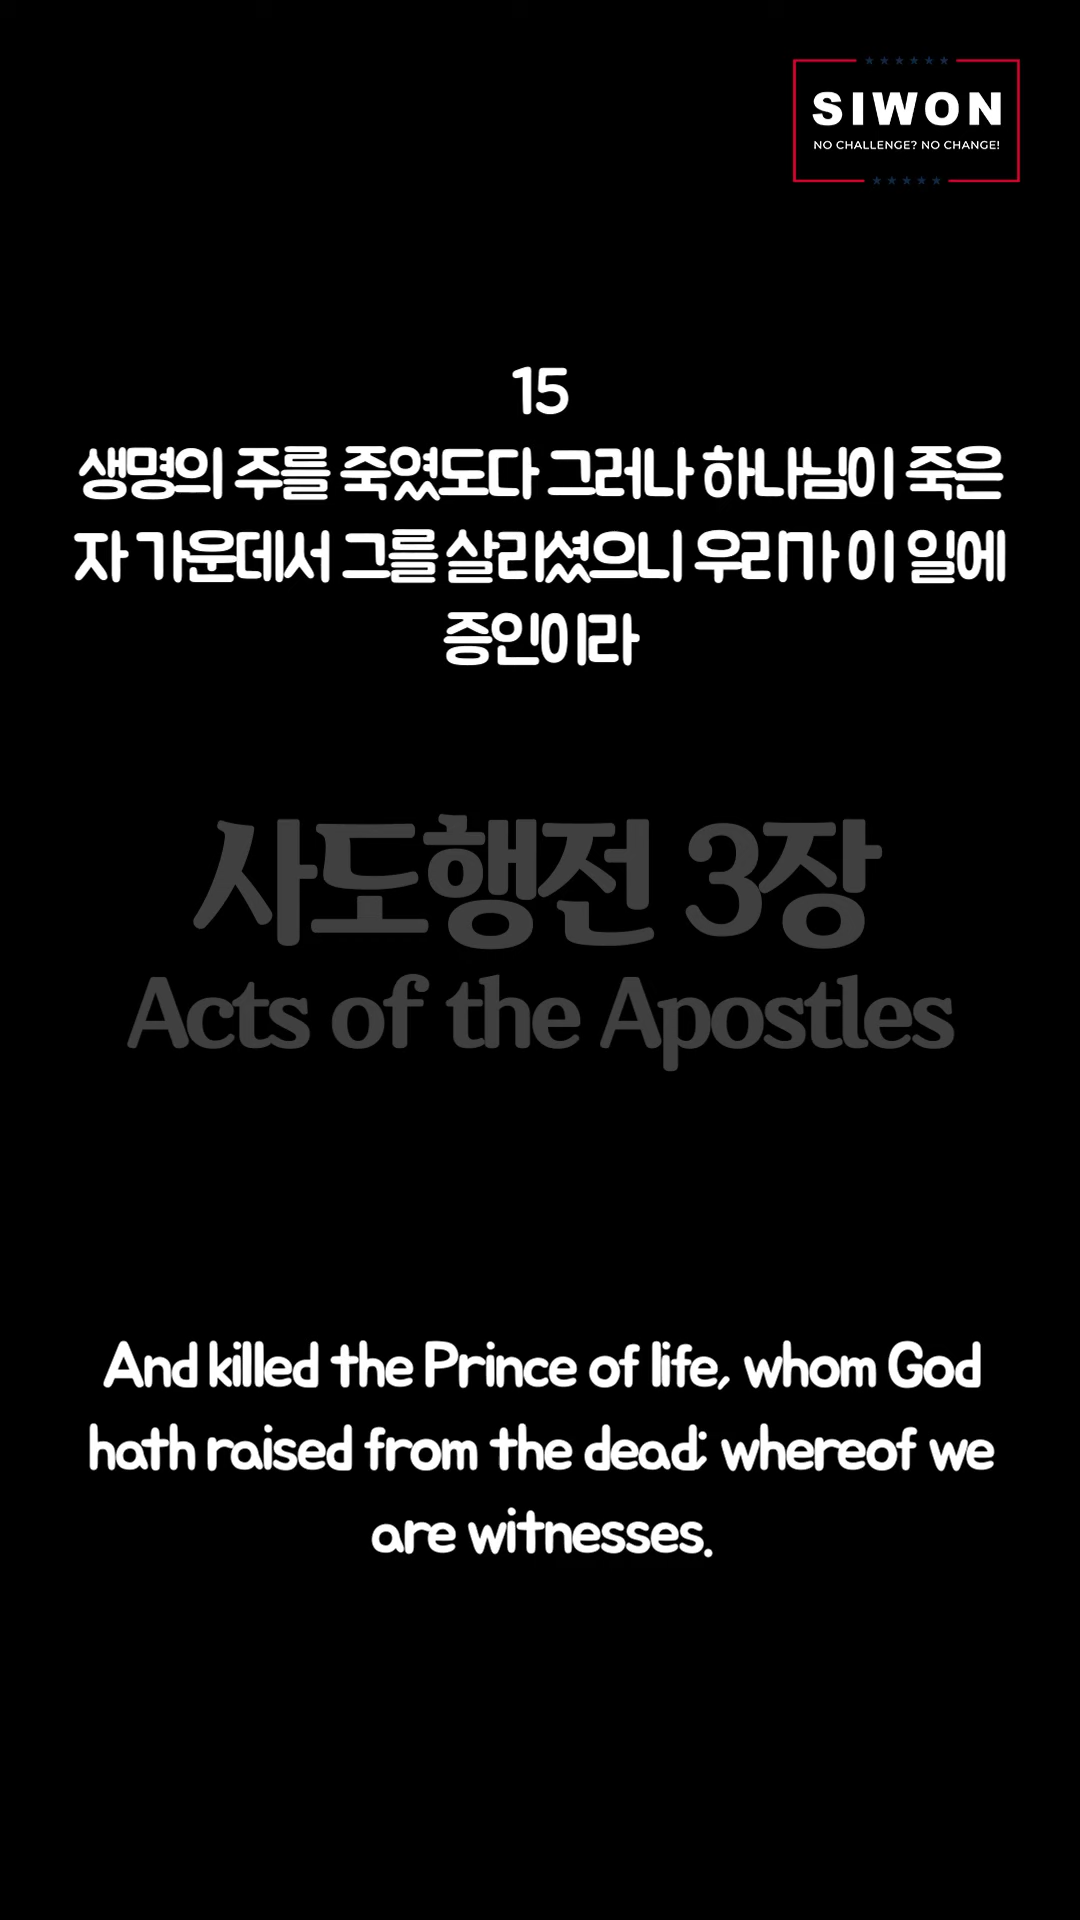 SIWON
NO CHALLENGE? NO CHANGE!
15
생명의 주를 죽였도다 그러나 하나님이 죽은
자 가운데서 그를 살리셨으니 우리가 이 일에
증인이라
사도행전 3장
Acts of the Apostles
And killed the Prince of life, whom God
hath raised from the dead; whereof we
are witnesses.